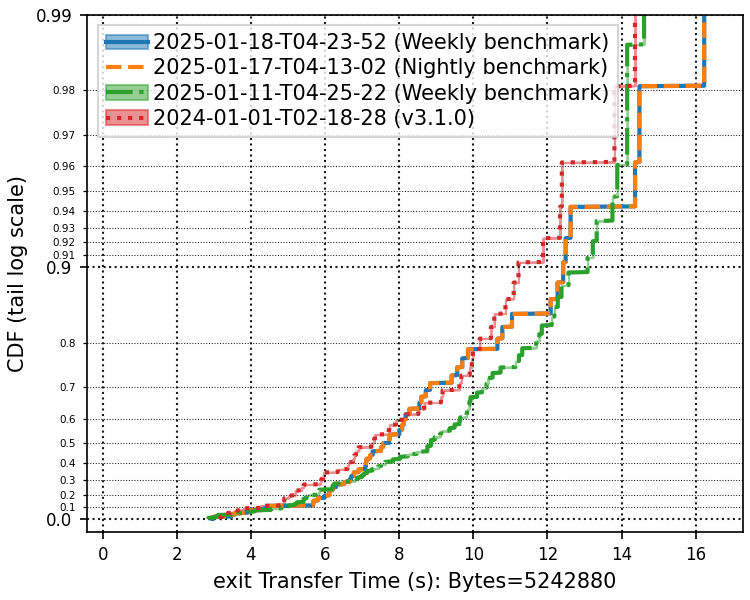 0.99
2025-01-18-T04-23-52 (Weekly benchmark)
2025-01-17-T04-13-02 (Nightly benchmark)
2025-01-11-T04-25-22 (Weekly benchmark)
2024-01-01-T02-18-28 (v3.1.0)
0.98
0.97
0.96
0.95
0.94
0.93
0.92
0.91
0.9
0.8
0.7
0.6
0.5
0.4
0.3
0.2
0.1
0.0
CDF (tail log scale)
0 2 4 6 8 10 12 14 16
exit Transfer Time (s): Bytes=5242880